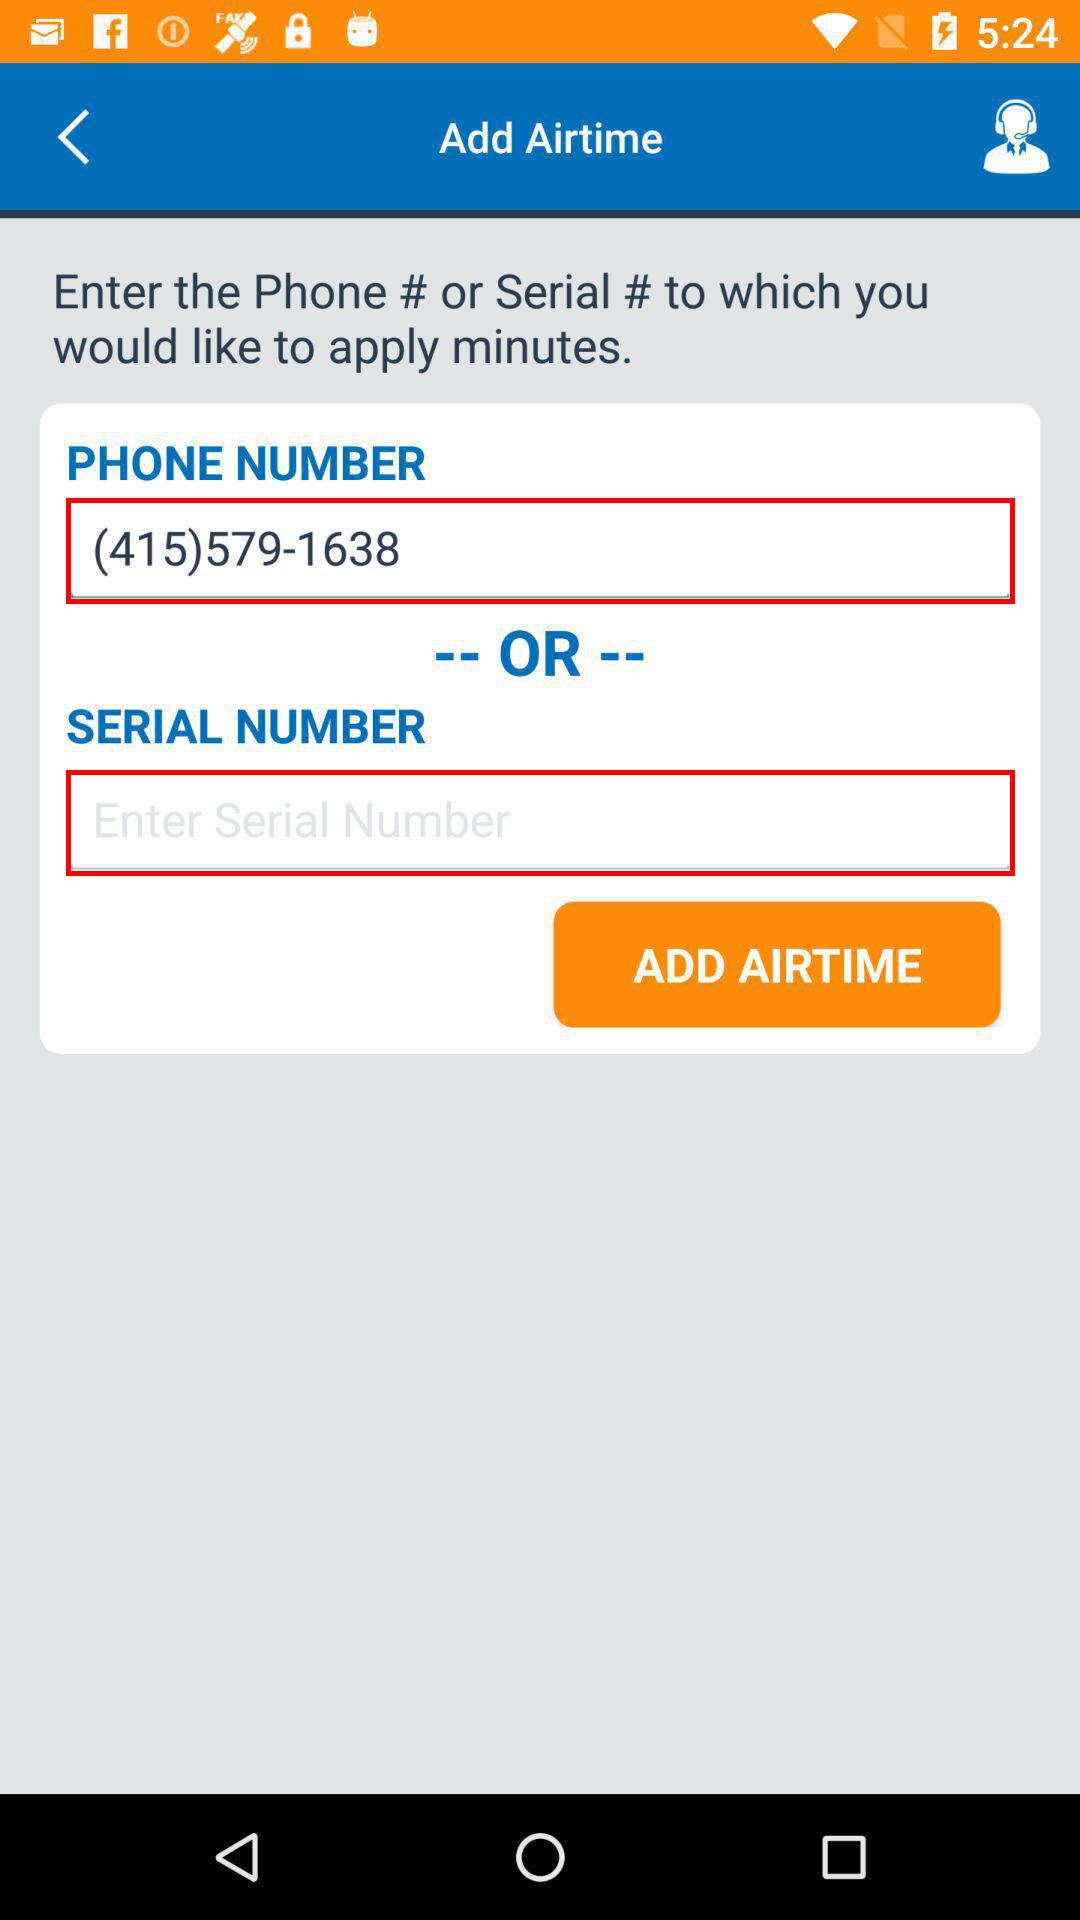 FAKE
5:24
Add Airtime
Enter the Phone # or Serial # to which you
would like to apply minutes.
PHONE NUMBER
(415)579-1638
-- OR --
SERIAL NUMBER
Enter Serial Number
ADD AIRTIME